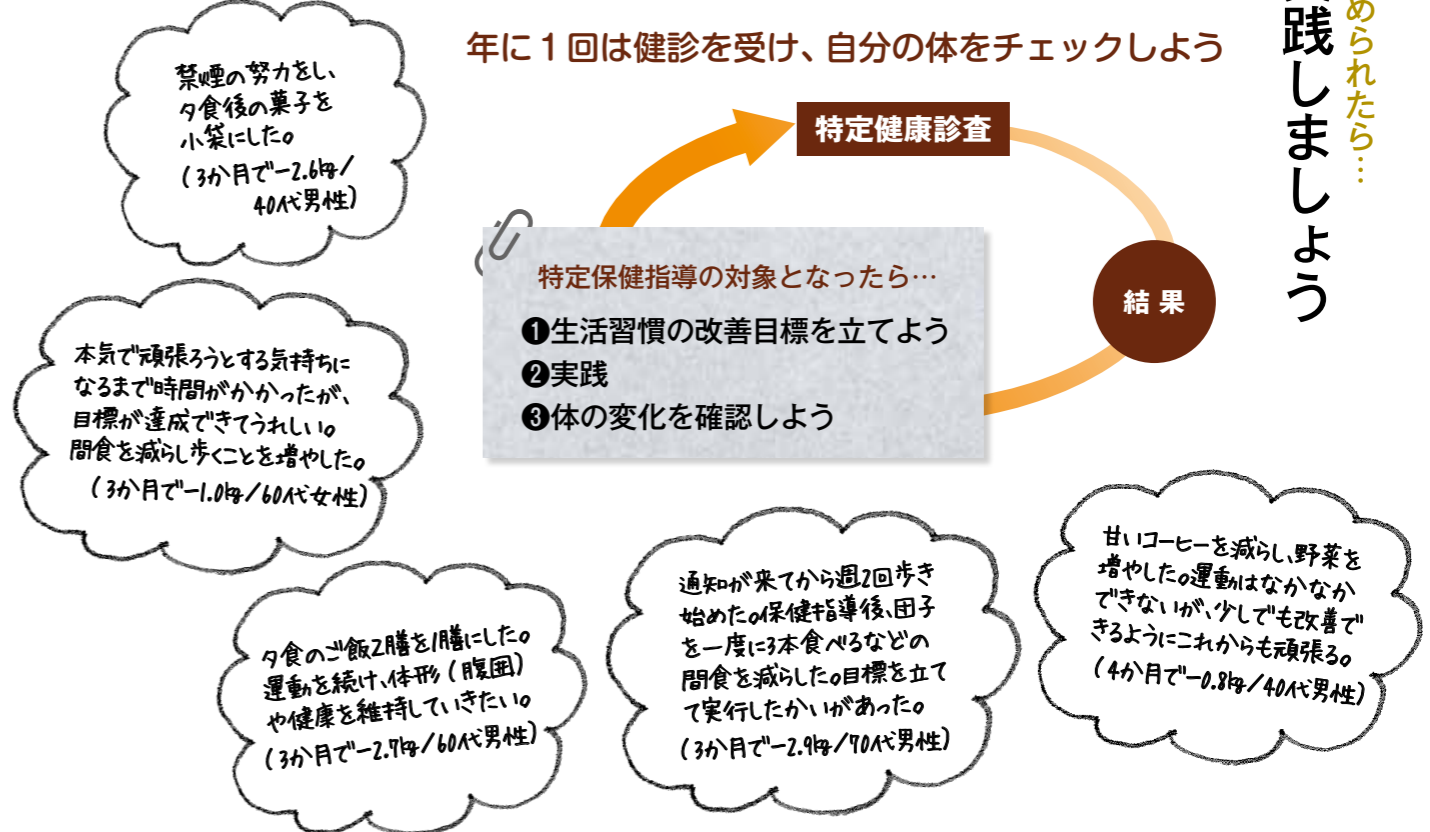 められたら…
践しましょう
年に１回は健診を受け、自分の体をチェックしよう
特定健康診査
結果
特定保健指導の対象となったら…
❶生活習慣の改善目標を立てよう
❷実践
❸体の変化を確認しよう
禁煙の努力をし、
夕食後の菓子を
小袋にした。
(3か月で−2.6kg/
40代男性)
本気で頑張ろうとする気持ちに
なるまで時間がかかったが、
目標が達成できてうれしい。
間食を減らし歩くことを増やした。
(3か月で−1.0kg/60代女性)
夕食のご飯2膳を1膳にした。
運動を続け、体形(腹囲)
や健康を維持していきたい。
(3か月で−2.7kg/60代男性)
通知が来てから週2回歩き
始めた。保健指導後、団子
を一度に3本食べるなどの
間食を減らした。目標を立て
て実行したかいがあった。
(3か月で−2.9kg/70代男性)
甘いコーヒーを減らし、野菜を
増やした。運動はなかなか
できないが、少しでも改善で
きるようにこれからも頑張る。
(4か月で−0.8kg/40代男性)